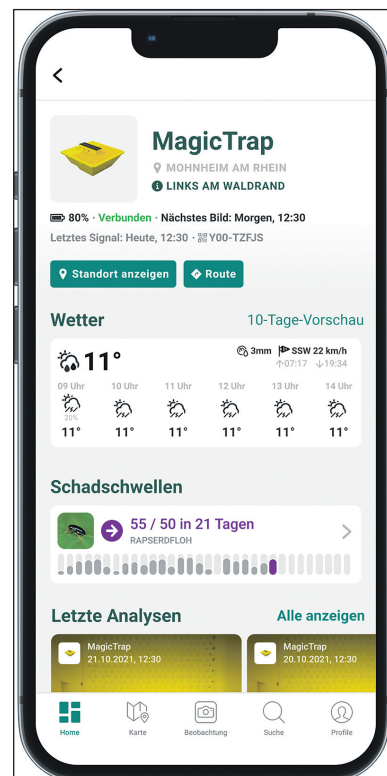 MagicTrap
MOHNHEIM AM RHEIN
LINKS AM WALDRAND
80% · Verbunden · Nächstes Bild: Morgen, 12:30
Letztes Signal: Heute, 12:30 · Y00-TZFJS
Standort anzeigen
Route
Wetter
10-Tage-Vorschau
11°
3mm
SSW 22 km/h
↑07:17 ↓19:34
09 Uhr 10 Uhr 11 Uhr 12 Uhr 13 Uhr 14 Uhr
20%
11° 11° 11° 11° 11° 11°
Schadschwellen
55 / 50 in 21 Tagen
RAPSERDFLOH
Letzte Analysen
Alle anzeigen
MagicTrap
21.10.2021, 12:30
MagicTrap
20.10.2021, 12:30
Home
Karte
Beobachtung
Suche
Profile